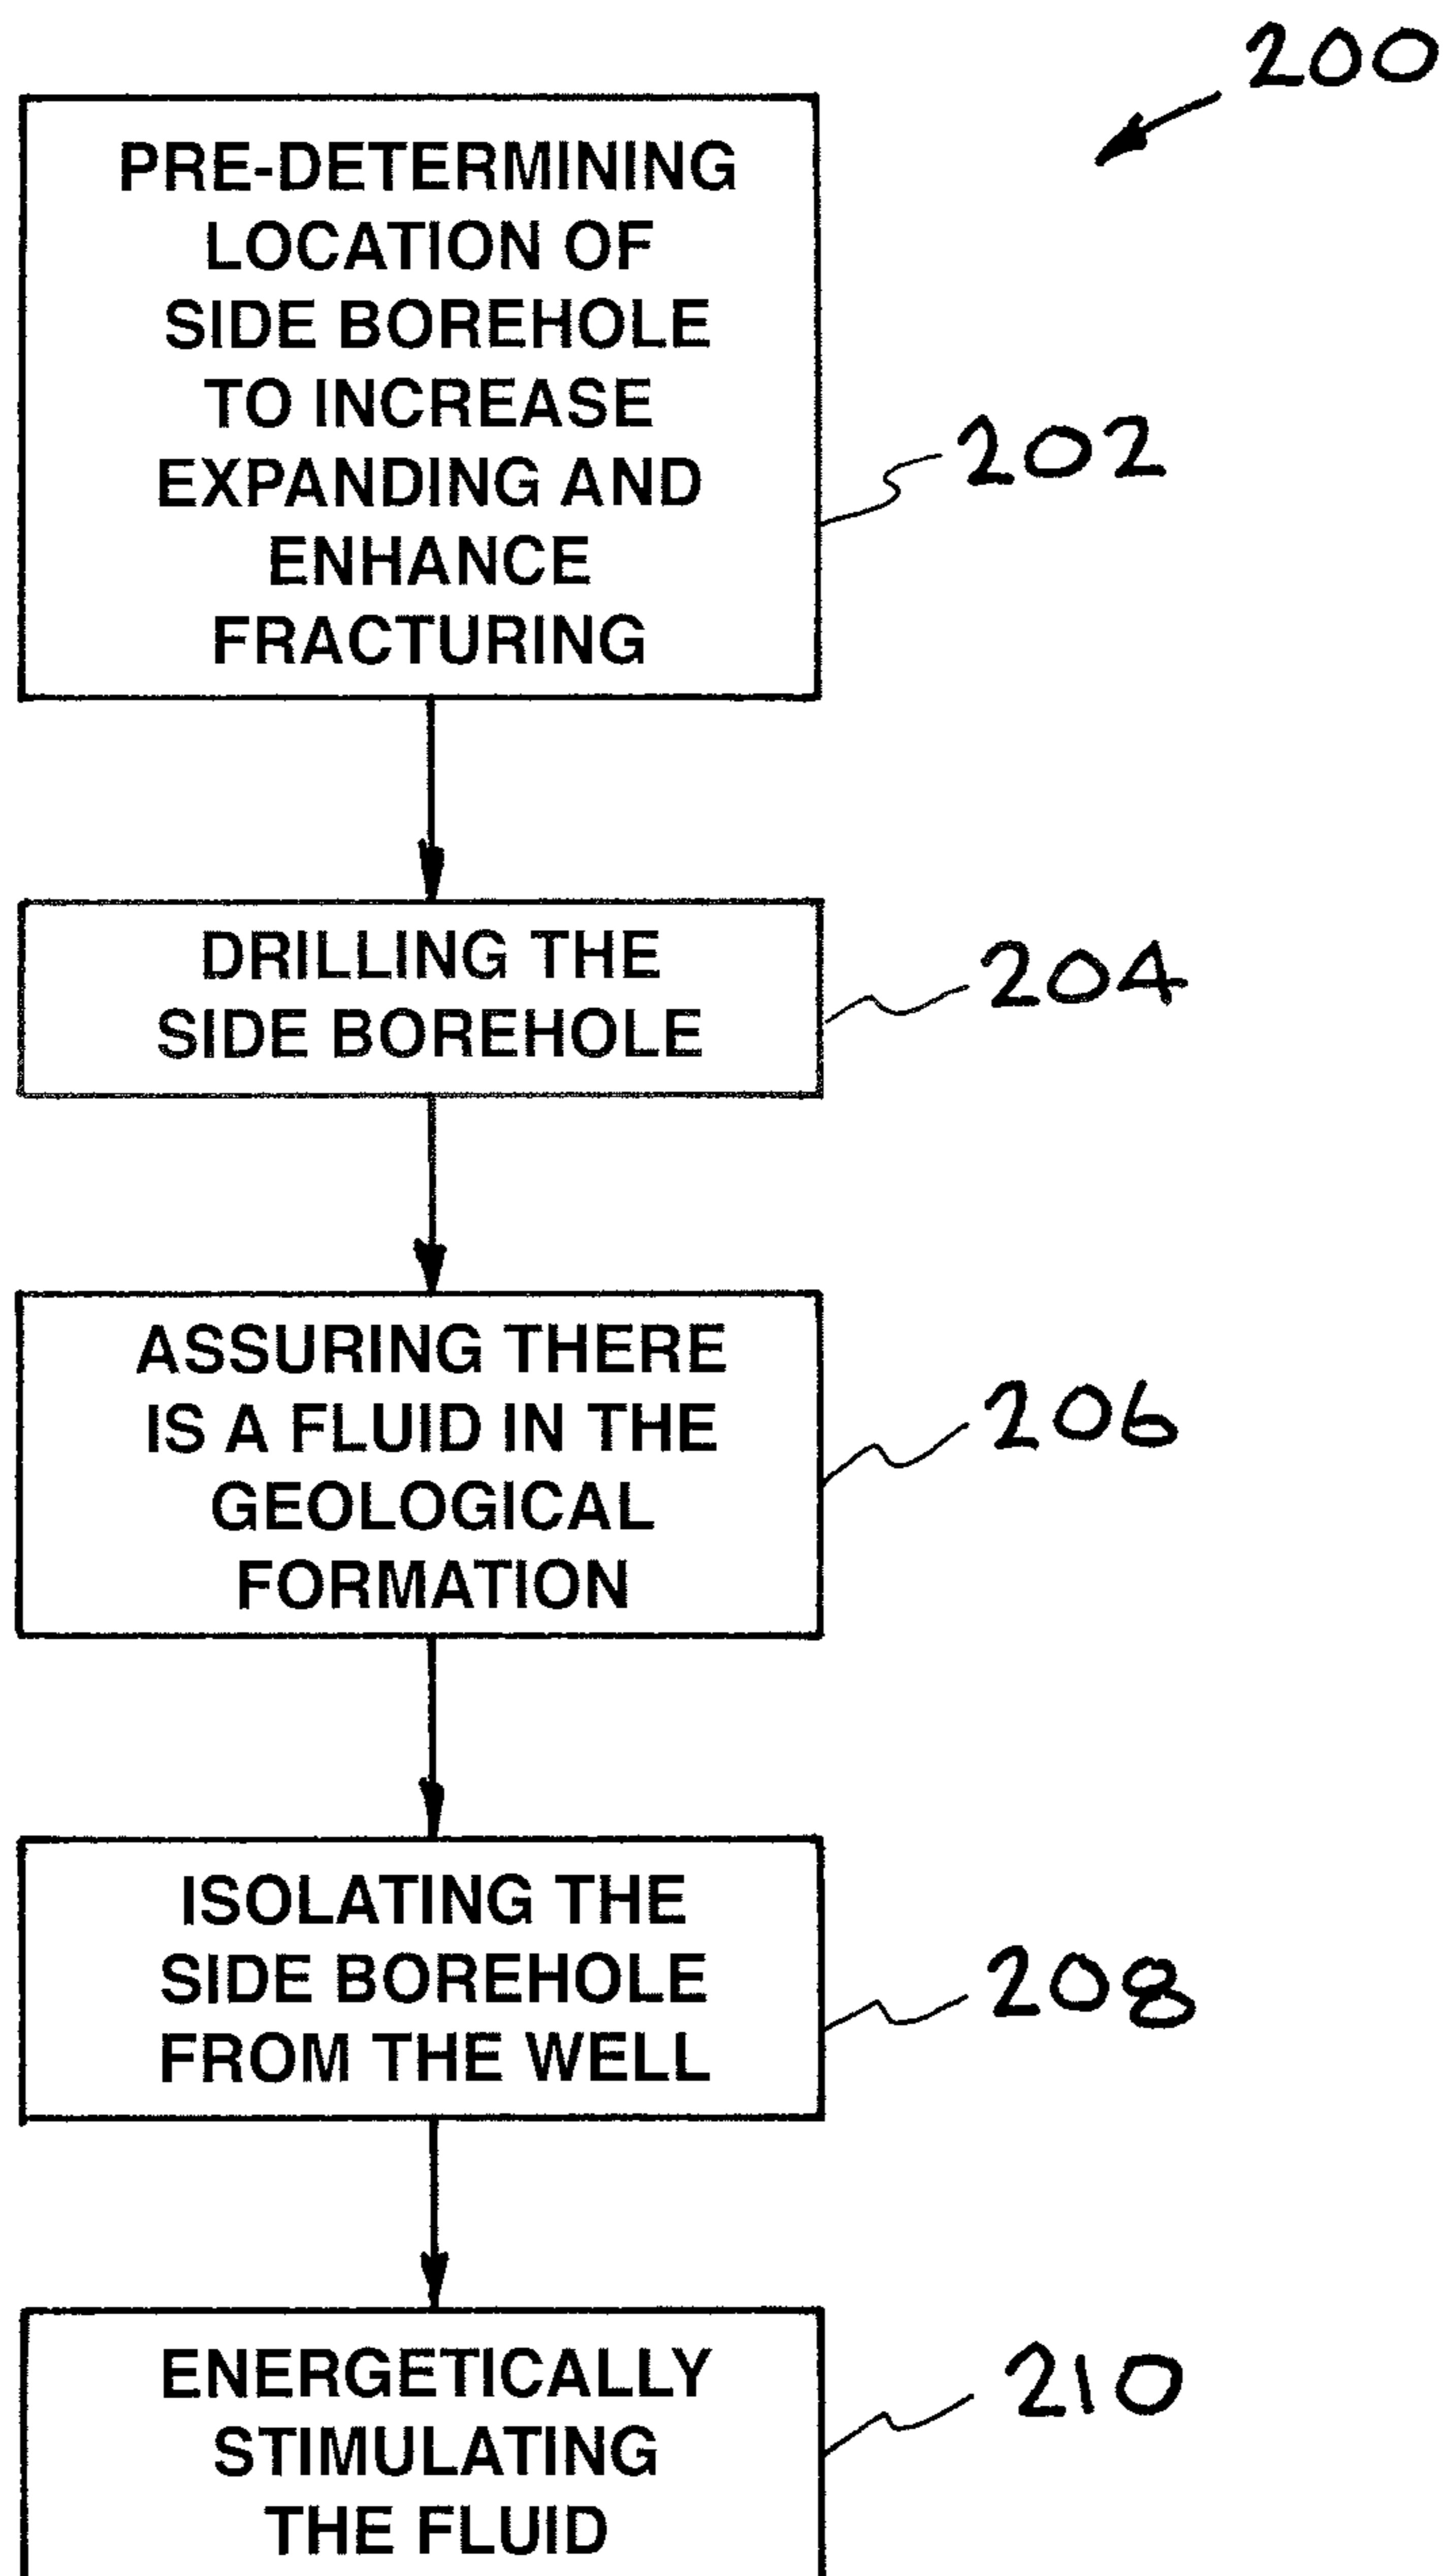 200
PRE-DETERMINING
LOCATION OF
SIDE BOREHOLE
TO INCREASE
EXPANDING AND
ENHANCE
FRACTURING
202
DRILLING THE
SIDE BOREHOLE
204
ASSURING THERE
IS A FLUID IN THE
GEOLOGICAL
FORMATION
206
ISOLATING THE
SIDE BOREHOLE
FROM THE WELL
208
ENERGETICALLY
STIMULATING
THE FLUID
210